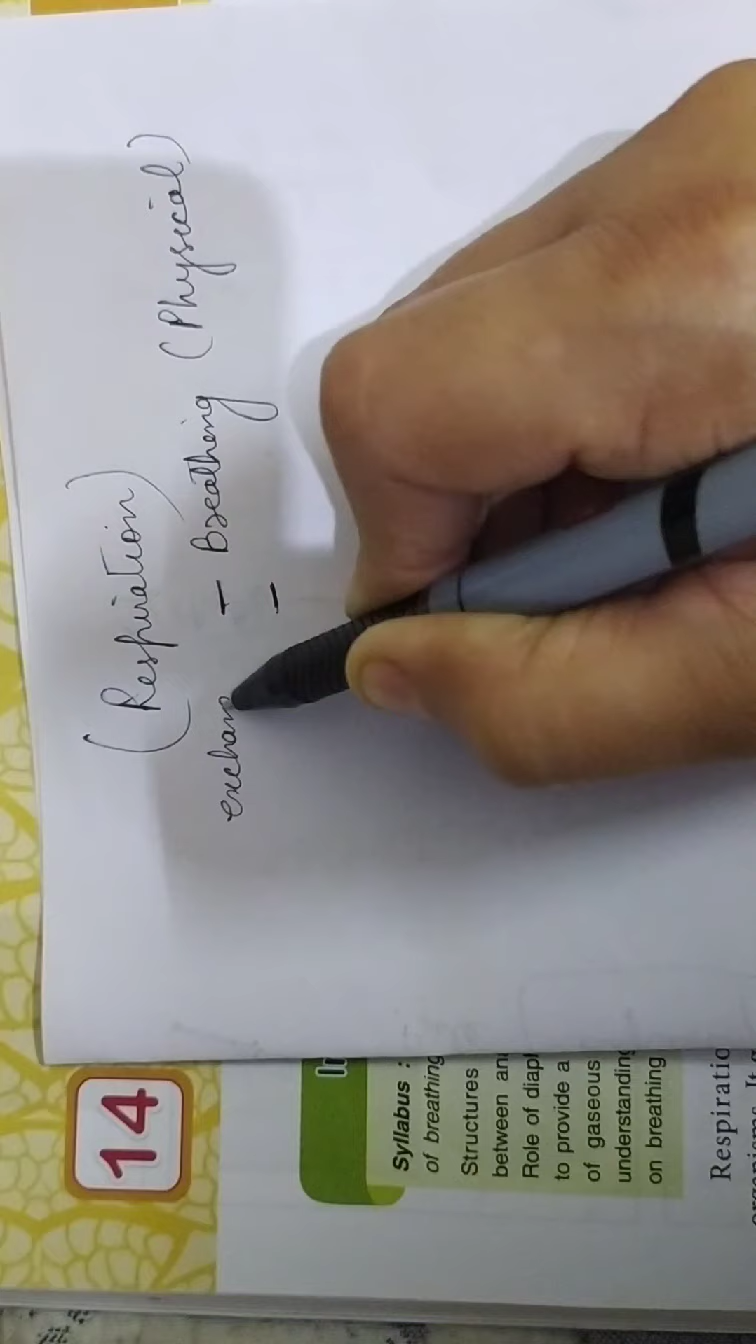 (Respiration)
- Breatheing (Physical)
-
exchan
14
Syllabus :
of breathing
Structures
between an
Role of diap
to provide a
of gaseous
understanding
on breathing
Respiratio